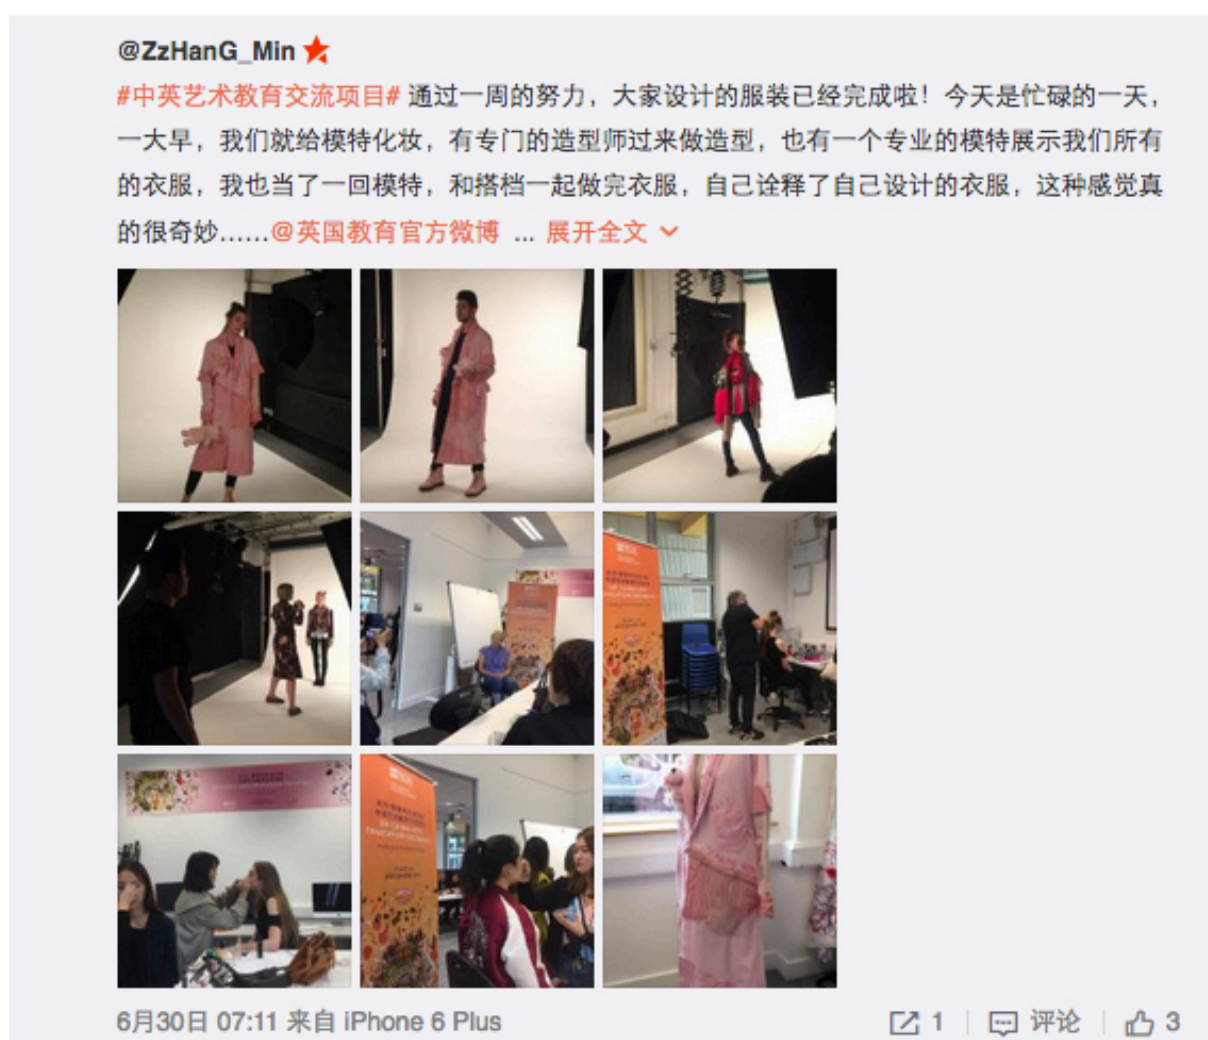 @ZzHanG_Min
#中英艺术教育交流项目# 通过一周的努力，大家设计的服装已经完成啦！今天是忙碌的一天，
一大早，我们就给模特化妆，有专门的造型师过来做造型，也有一个专业的模特展示我们所有
的衣服，我也当了一回模特，和搭档一起做完衣服，自己诠释了自己设计的衣服，这种感觉真
的很奇妙......@英国教育官方微博 ... 展开全文
6月30日 07:11 来自 iPhone 6 Plus
1 评论 3